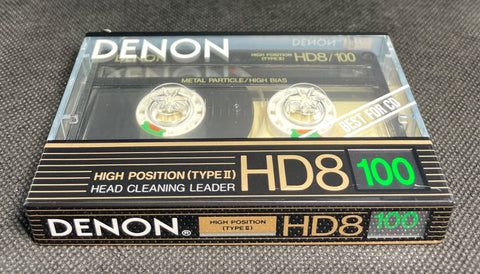 DENON
HIGH POSITION
(TYPE II)
HD8/100
METAL PARTICLE/HIGH BIAS
BEST FOR CD
HIGH POSITION (TYPE II)
HEAD CLEANING LEADER
HD8
100
DENON®
HIGH POSITION
(TYPE II)
HD8
100